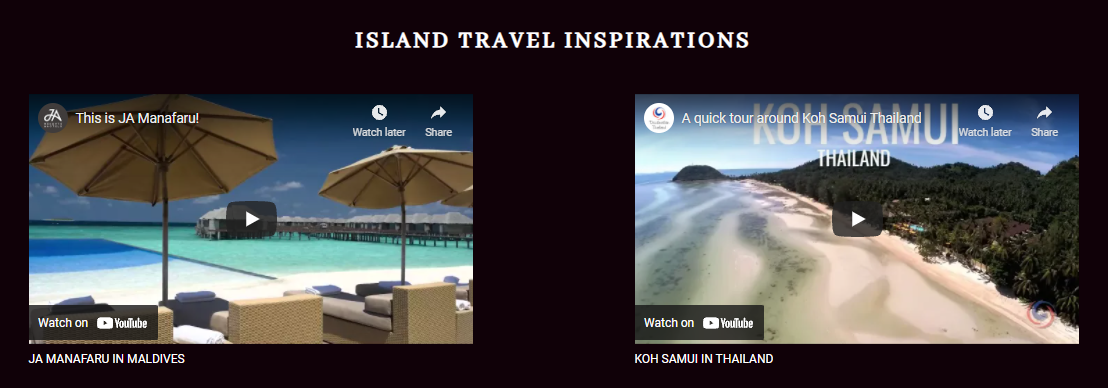 ISLAND TRAVEL INSPIRATIONS
JA
This is JA Manafaru!
Watch later
Share
Watch on YouTube
JA MANAFARU IN MALDIVES
A quick tour around Koh Samui Thailand
KOH SAMUI
THAILAND
Watch later
Share
Watch on YouTube
KOH SAMUI IN THAILAND